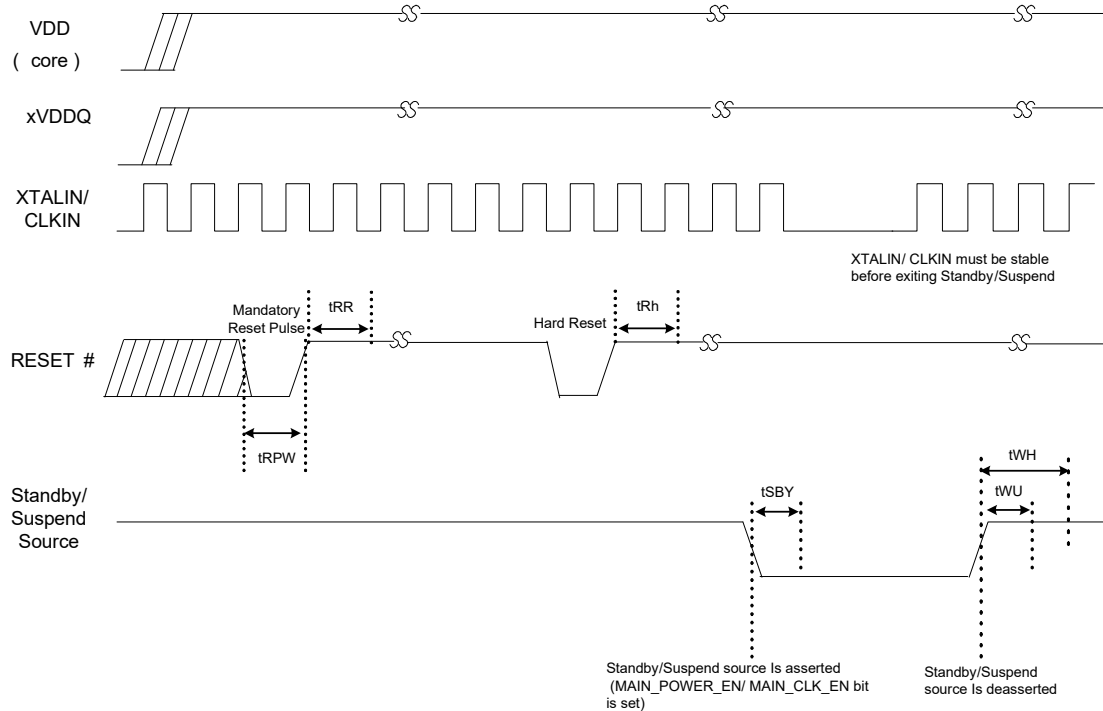 VDD
( core )
xVDDQ
XTALIN/
CLKIN
XTALIN/ CLKIN must be stable
before exiting Standby/Suspend
Mandatory
Reset Pulse
tRR
Hard Reset
tRh
RESET #
tRPW
tWH
tSBY
tWU
Standby/
Suspend
Source
Standby/Suspend source Is asserted
(MAIN_POWER_EN/ MAIN_CLK_EN bit
is set)
Standby/Suspend
source Is deasserted